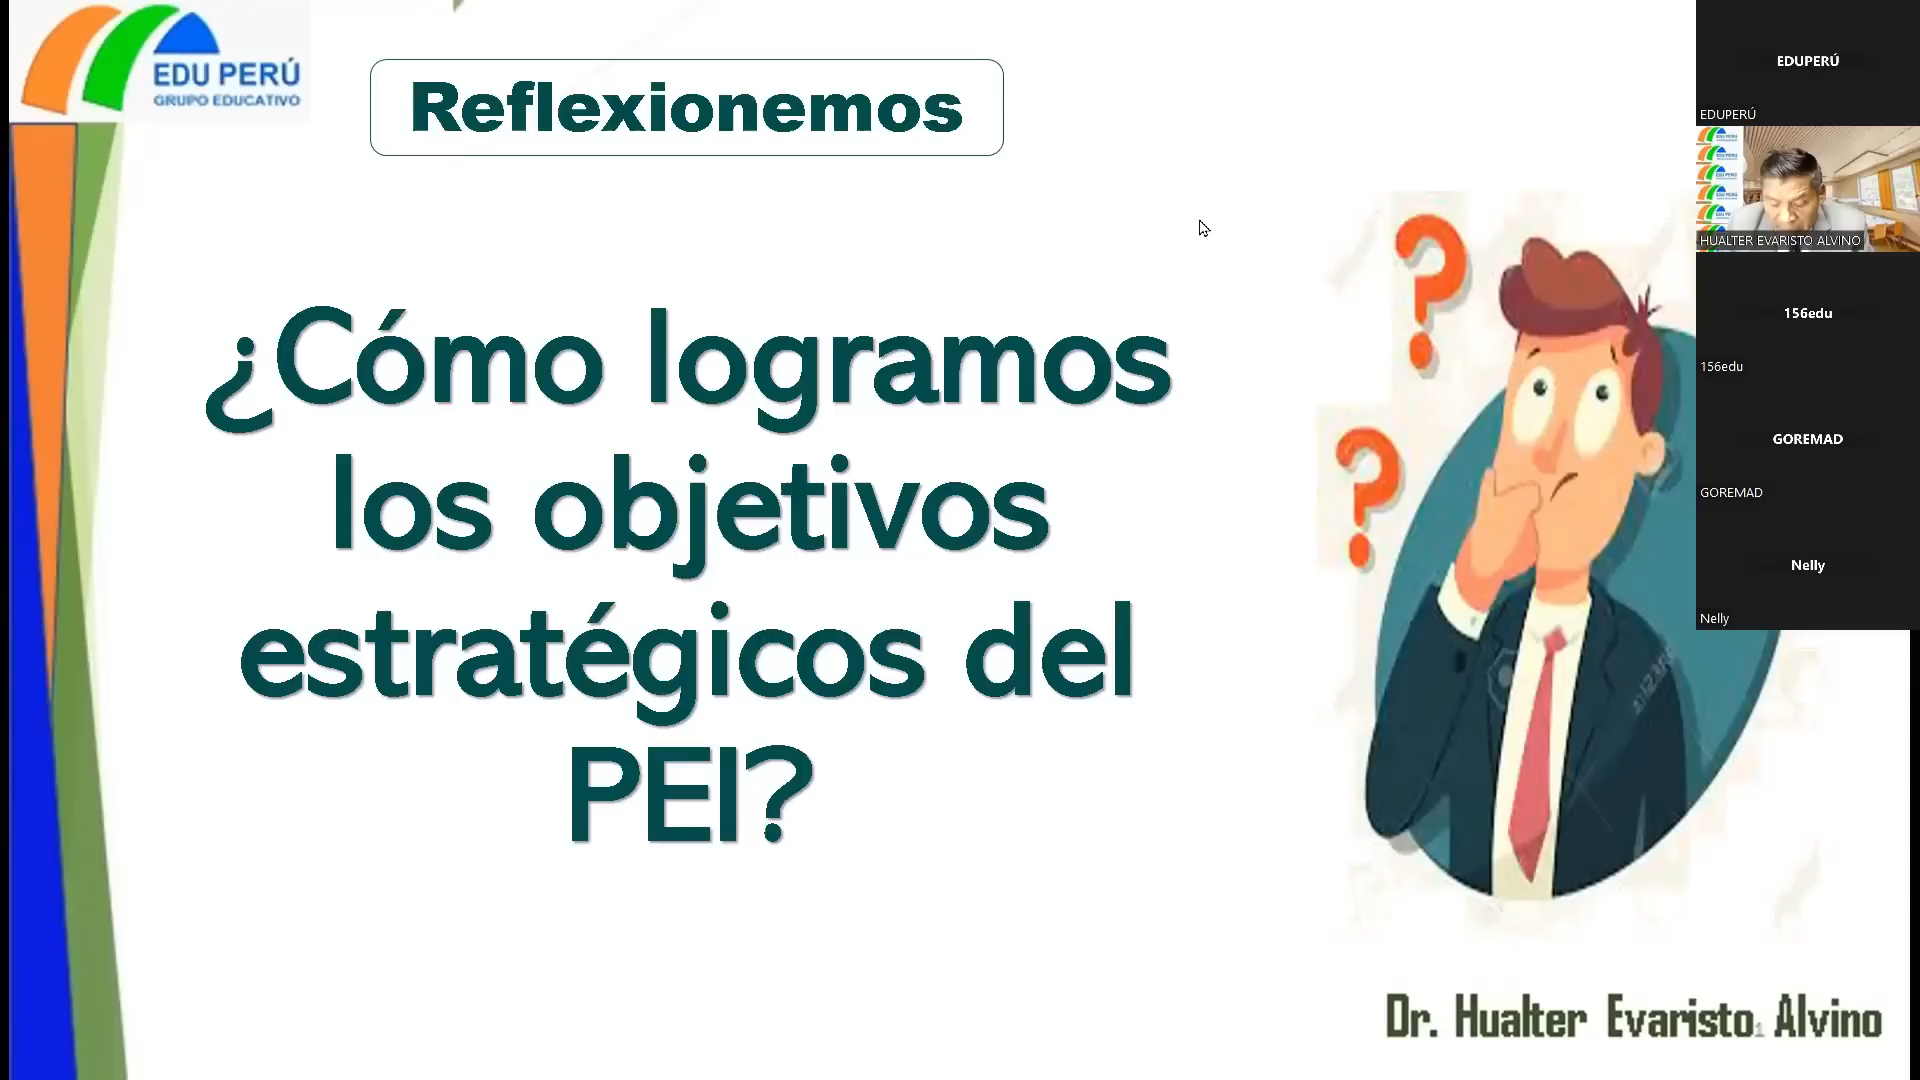 EDU PERÚ
GRUPO EDUCATIVO
Reflexionemos
¿Cómo logramos
los objetivos
estratégicos del
PEI?
Dr. Hualter Evaristo Alvino
EDUPERÚ
EDUPERÚ
HUALTER EVARISTO ALVINO
156edu
156edu
GOREMAD
GOREMAD
Nelly
Nelly